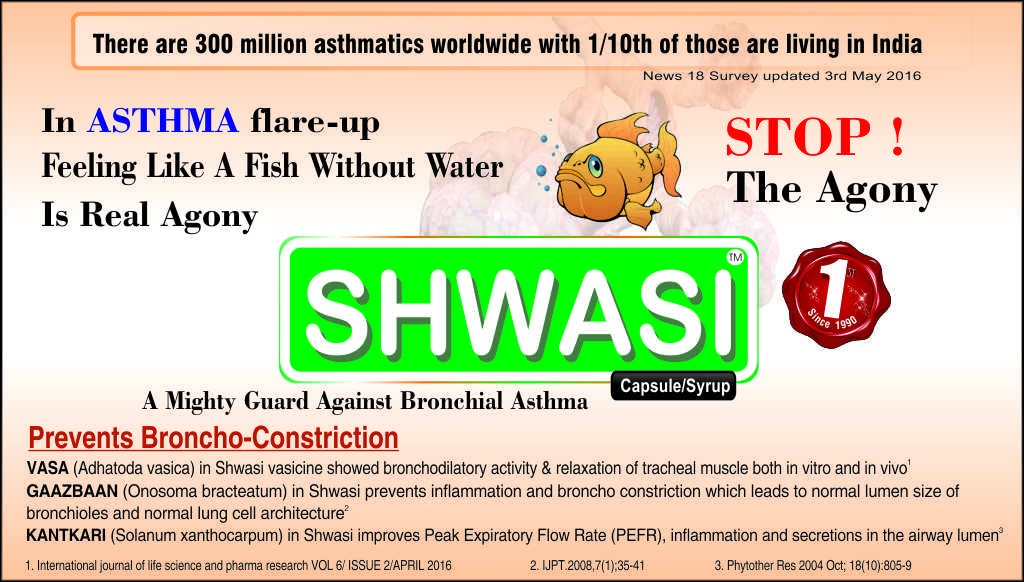 There are 300 million asthmatics worldwide with 1/10th of those are living in India
News 18 Survey updated 3rd May 2016
In ASTHMA flare-up
Feeling Like A Fish Without Water
Is Real Agony
STOP !
The Agony
SHWASI TM
1ST
Since 1990
Capsule/Syrup
A Mighty Guard Against Bronchial Asthma
Prevents Broncho-Constriction
VASA (Adhatoda vasica) in Shwasi vasicine showed bronchodilatory activity & relaxation of tracheal muscle both in vitro and in vivo1
GAAZBAAN (Onosoma bracteatum) in Shwasi prevents inflammation and broncho constriction which leads to normal lumen size of
bronchioles and normal lung cell architecture2
KANTKARI (Solanum xanthocarpum) in Shwasi improves Peak Expiratory Flow Rate (PEFR), inflammation and secretions in the airway lumen3
1. International journal of life science and pharma research VOL 6/ ISSUE 2/APRIL 2016
2. IJPT.2008,7(1);35-41
3. Phytother Res 2004 Oct; 18(10):805-9